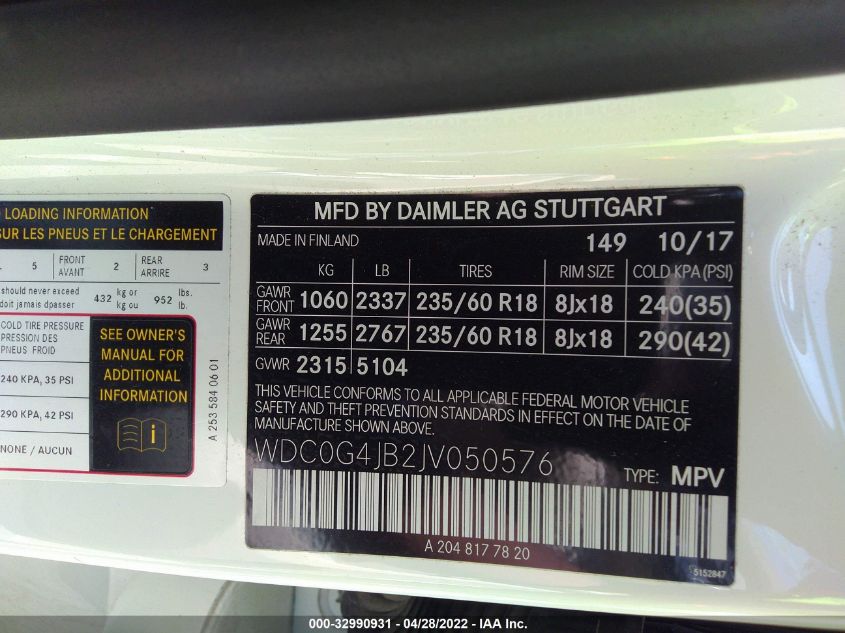 LOADING INFORMATION
SUR LES PNEUS ET LE CHARGEMENT
5 FRONT AVANT 2 REAR ARRIERE 3
should never exceed
doit jamais dpasser
432 kg or kg ou 952 lbs. lb.
COLD TIRE PRESSURE
PRESSION DES
PNEUS FROID
240 KPA, 35 PSI
290 KPA, 42 PSI
NONE / AUCUN
SEE OWNER'S
MANUAL FOR
ADDITIONAL
INFORMATION
i
A 253 584 06 01
MFD BY DAIMLER AG STUTTGART
MADE IN FINLAND 149 10/17
KG LB TIRES RIM SIZE COLD KPA (PSI)
GAWR FRONT 1060 2337 235/60 R18 8Jx18 240(35)
GAWR REAR 1255 2767 235/60 R18 8Jx18 290(42)
GVWR 2315 5104
THIS VEHICLE CONFORMS TO ALL APPLICABLE FEDERAL MOTOR VEHICLE
SAFETY AND THEFT PREVENTION STANDARDS IN EFFECT ON THE DATE OF
MANUFACTURE SHOWN ABOVE.
WDC0G4JB2JV050576 TYPE: MPV
A 204 817 78 20
5152847
000-32990931 - 04/28/2022 - IAA Inc.